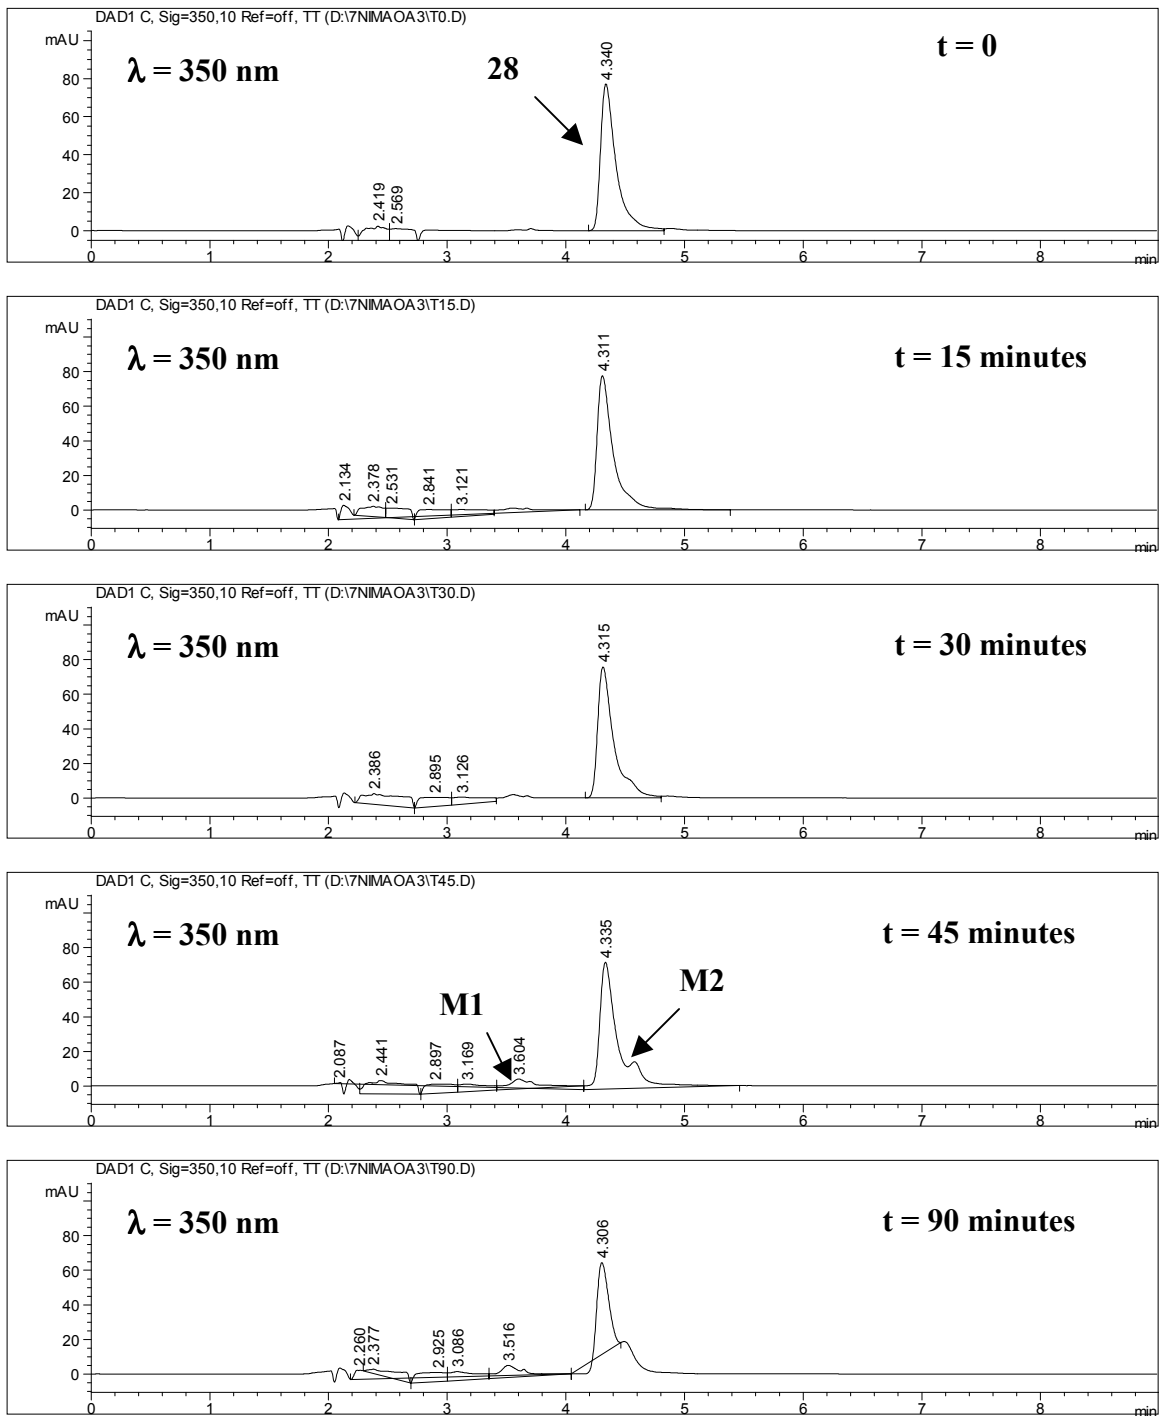 DAD1 C, Sig=350,10 Ref=off, TT (D:\7NIMAOA3\T0.D)
mAU
λ = 350 nm
28
t = 0
4.340
80
60
40
20
0
2.419
2.569
0 1 2 3 4 5 6 7 8 min
DAD1 C, Sig=350,10 Ref=off, TT (D:\7NIMAOA3\T15.D)
mAU
λ = 350 nm
t = 15 minutes
4.311
80
60
40
20
0
2.134
2.378
2.531
2.841
3.121
0 1 2 3 4 5 6 7 8 min
DAD1 C, Sig=350,10 Ref=off, TT (D:\7NIMAOA3\T30.D)
mAU
λ = 350 nm
t = 30 minutes
4.315
80
60
40
20
0
2.386
2.895
3.126
0 1 2 3 4 5 6 7 8 min
DAD1 C, Sig=350,10 Ref=off, TT (D:\7NIMAOA3\T45.D)
mAU
λ = 350 nm
t = 45 minutes
4.335
M1
M2
80
60
40
20
0
2.087
2.441
2.897
3.169
3.604
0 1 2 3 4 5 6 7 8 min
DAD1 C, Sig=350,10 Ref=off, TT (D:\7NIMAOA3\T90.D)
mAU
λ = 350 nm
t = 90 minutes
4.306
80
60
40
20
0
2.260
2.377
2.925
3.086
3.516
0 1 2 3 4 5 6 7 8 min